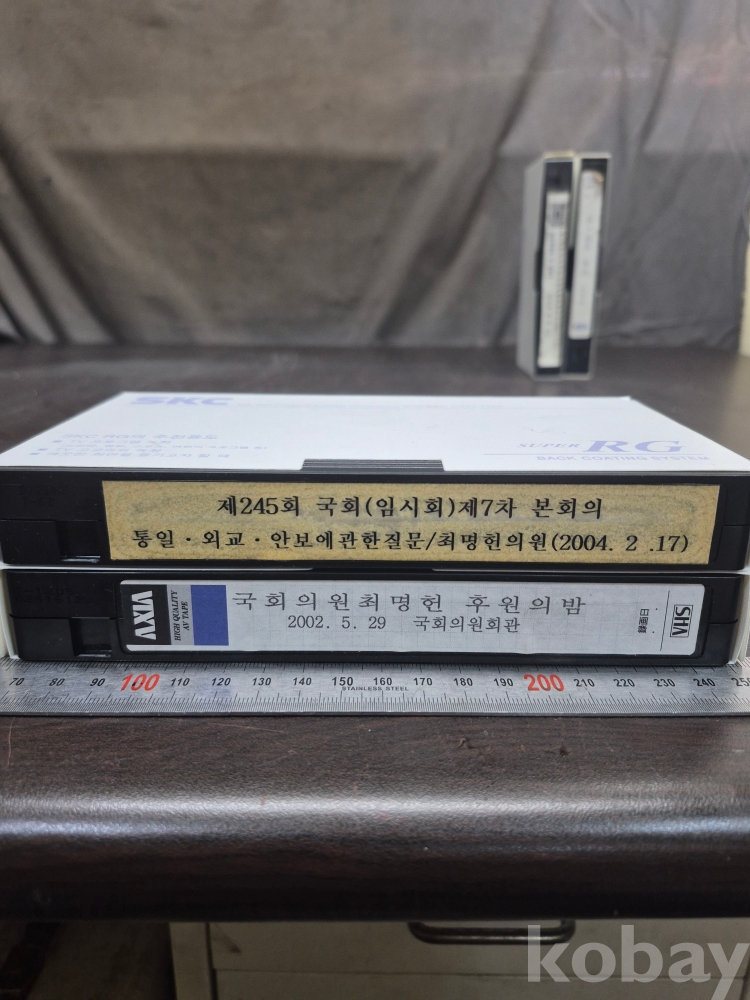 SKC
SUPER RG
BACK COATING SYSTEM
제245회 국회(임시회)제7차 본회의
통일·외교·안보에관한질문/최명헌의원(2004. 2 .17)
HIGH QUALITY
AV TAPE
국회의원최명헌 후원의밤
2002. 5. 29 국회의원회관
VHS
70 80 90 100 110 120 130 140 150 160 170 180 190 200 210 220 230 240 250
STAINLESS STEEL
kobay